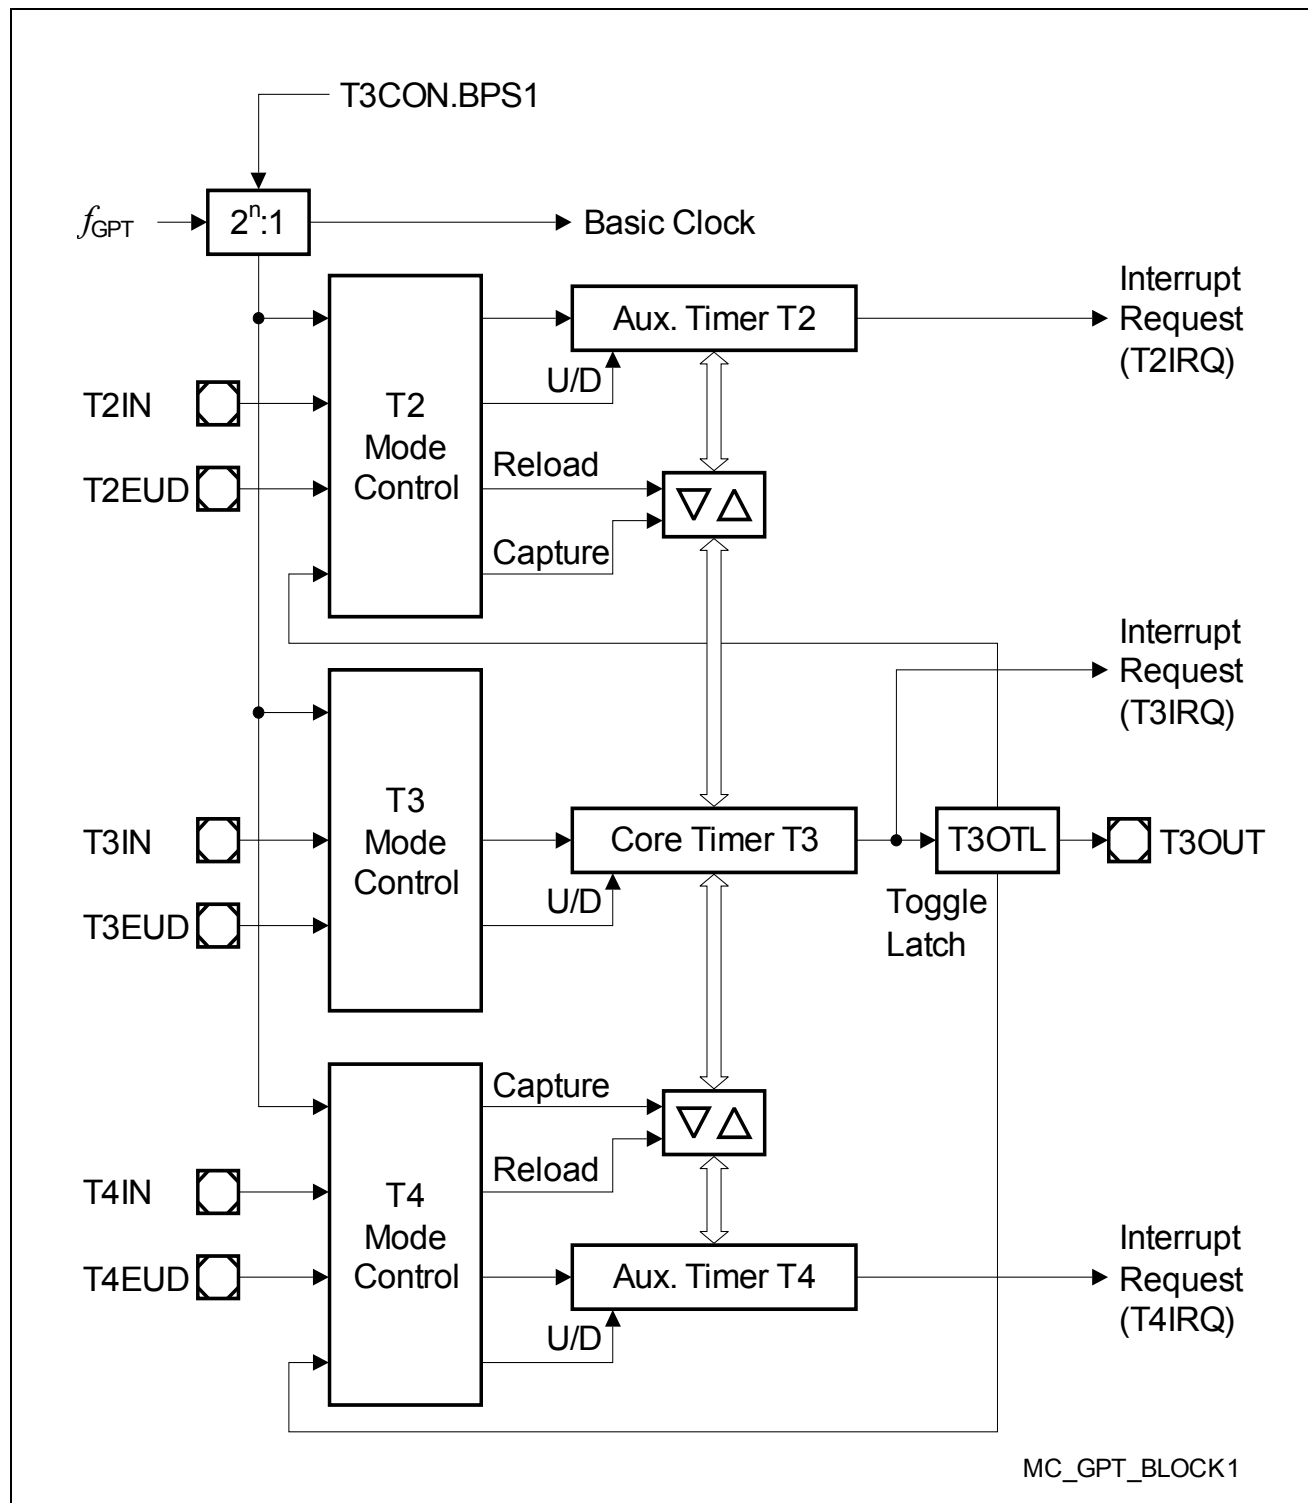 T3CON.BPS1
fGPT
2ⁿ:1
Basic Clock
Interrupt
Request
(T2IRQ)
Aux. Timer T2
U/D
T2IN
T2EUD
T2
Mode
Control
Reload
Capture
Interrupt
Request
(T3IRQ)
T3
Mode
Control
T3IN
T3EUD
Core Timer T3
U/D
T3OTL
T3OUT
Toggle
Latch
Capture
Reload
T4IN
T4EUD
T4
Mode
Control
Aux. Timer T4
U/D
Interrupt
Request
(T4IRQ)
MC_GPT_BLOCK1